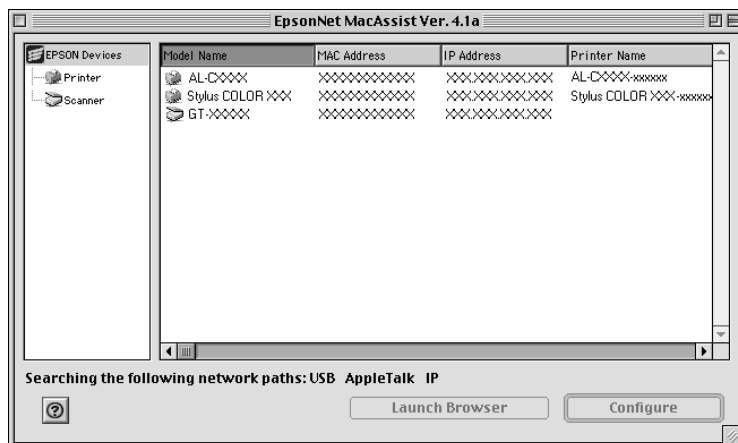 EpsonNet MacAssist Ver. 4.1a
EPSON Devices
Printer
Scanner
Model Name MAC Address IP Address Printer Name
AL-CXXXX XXXXXXXXXXXX XXX.XXX.XXX.XXX AL-CXXXX-xxxxxx
Stylus COLOR XXX XXXXXXXXXXXX XXX.XXX.XXX.XXX Stylus COLOR XXX-xxxxxx
GT-XXXXX XXXXXXXXXXXX XXX.XXX.XXX.XXX
Searching the following network paths: USB AppleTalk IP
? Launch Browser Configure